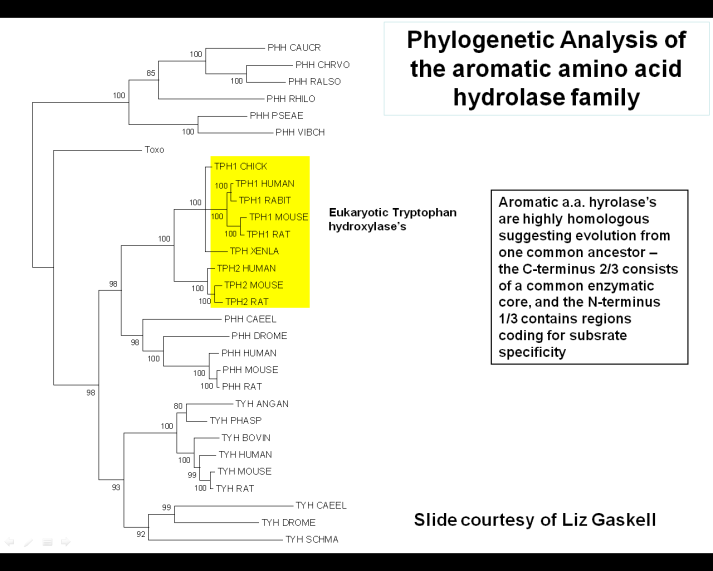 Phylogenetic Analysis of
the aromatic amino acid
hydrolase family
PHH CAUCR
100
PHH CHRVO
85
100
PHH RALSO
100
PHH RHILO
PHH PSEAE
100
PHH VIBCH
Toxo
TPH1 CHICK
100
TPH1 HUMAN
100
TPH1 RABIT
100
TPH1 MOUSE
100
TPH1 RAT
100
TPH XENLA
TPH2 HUMAN
100
TPH2 MOUSE
100
TPH2 RAT
98
PHH CAEEL
98
PHH DROME
100
PHH HUMAN
100
PHH MOUSE
100
PHH RAT
98
TYH ANGAN
80
TYH PHASP
100
TYH BOVIN
100
TYH HUMAN
99
TYH MOUSE
100
TYH RAT
93
TYH CAEEL
99
TYH DROME
92
TYH SCHMA
Eukaryotic Tryptophan
hydroxylase's
Aromatic a.a. hyrolase's
are highly homologous
suggesting evolution from
one common ancestor –
the C-terminus 2/3 consists
of a common enzymatic
core, and the N-terminus
1/3 contains regions
coding for subsrate
specificity
Slide courtesy of Liz Gaskell